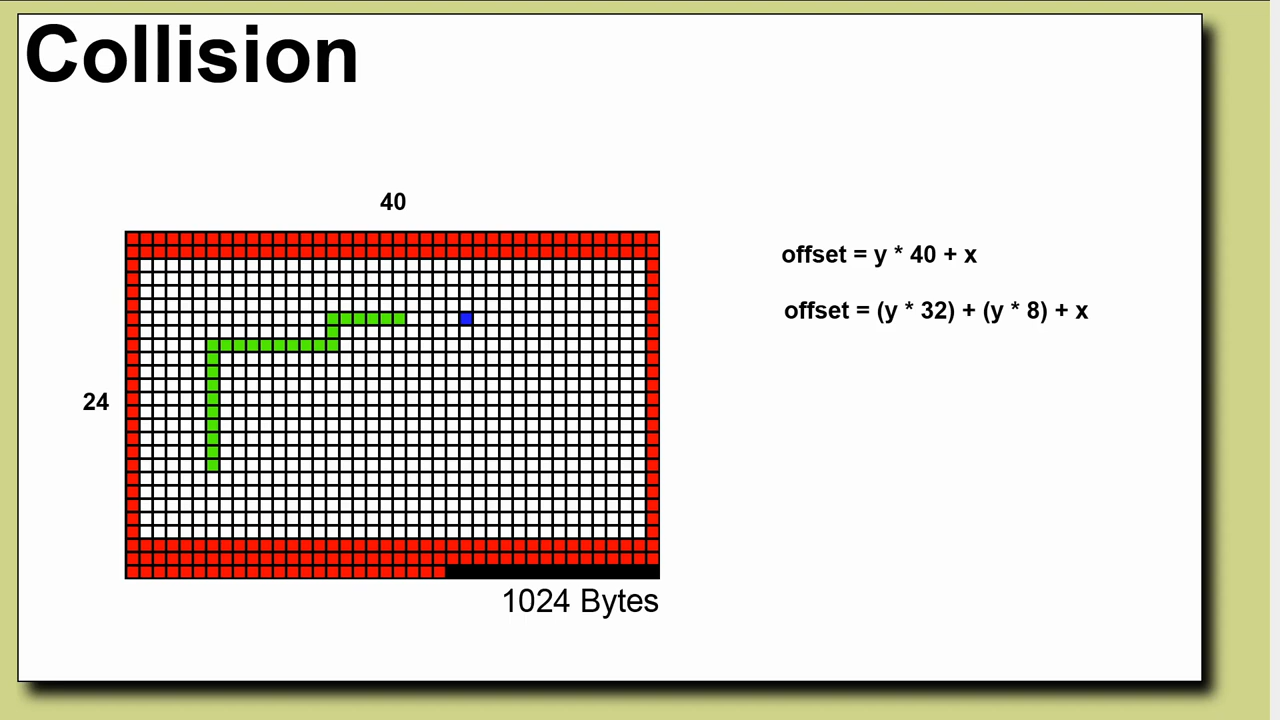 Collision
40
offset = y * 40 + x
offset = (y * 32) + (y * 8) + x
24
1024 Bytes